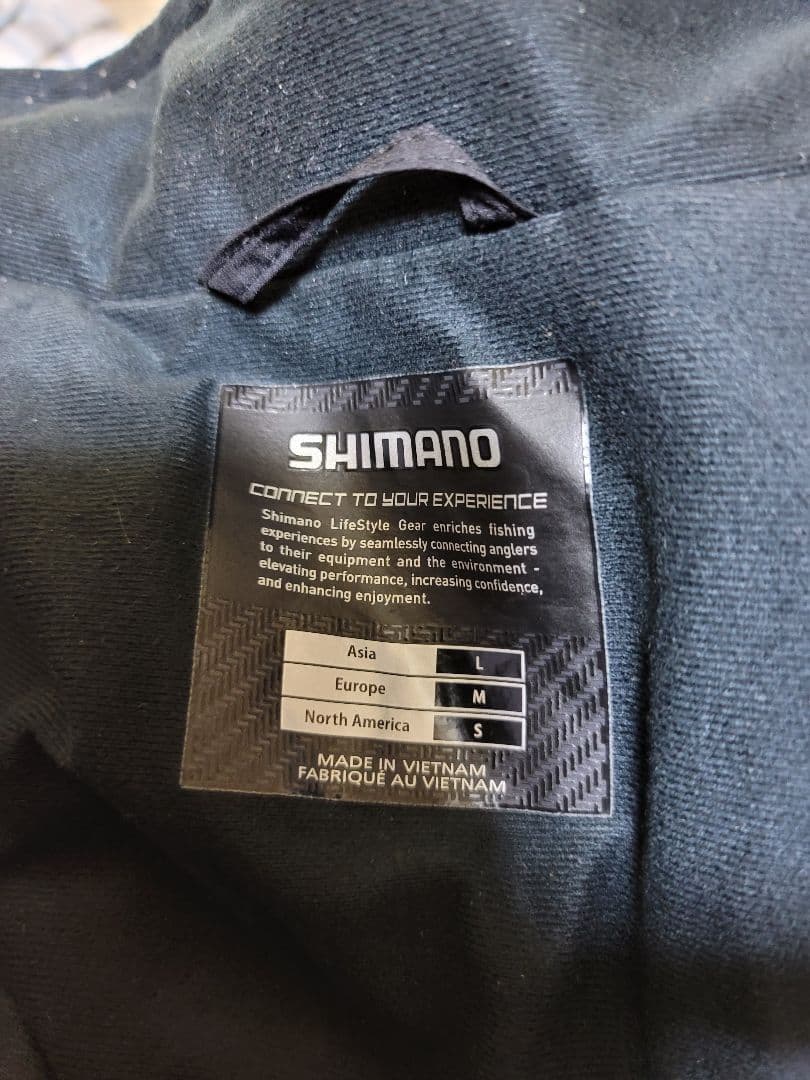 SHIMANO
CONNECT TO YOUR EXPERIENCE
Shimano LifeStyle Gear enriches fishing
experiences by seamlessly connecting anglers
to their equipment and the environment -
elevating performance, increasing confidence,
and enhancing enjoyment.
Asia L
Europe M
North America S
MADE IN VIETNAM
FABRIQUÉ AU VIETNAM